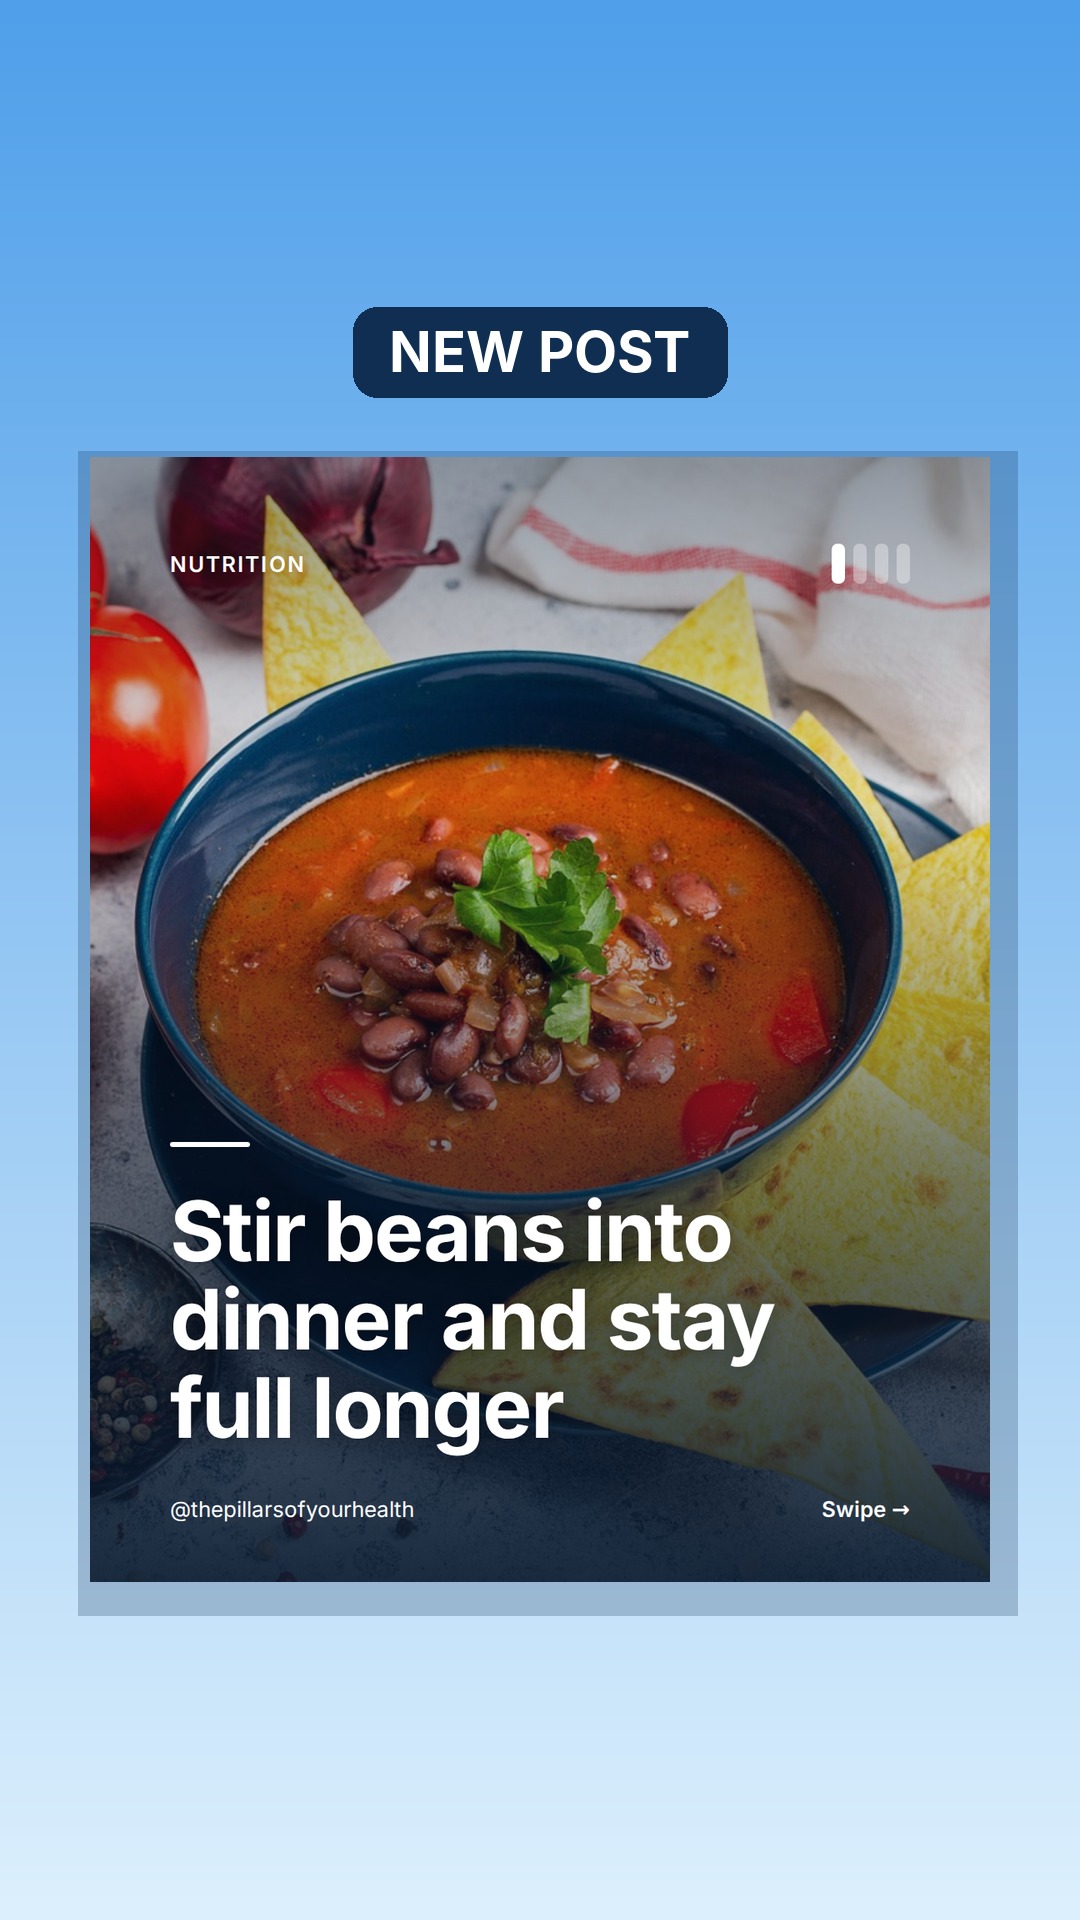 NEW POST
NUTRITION
Stir beans into
dinner and stay
full longer
@thepillarsofyourhealth
Swipe →